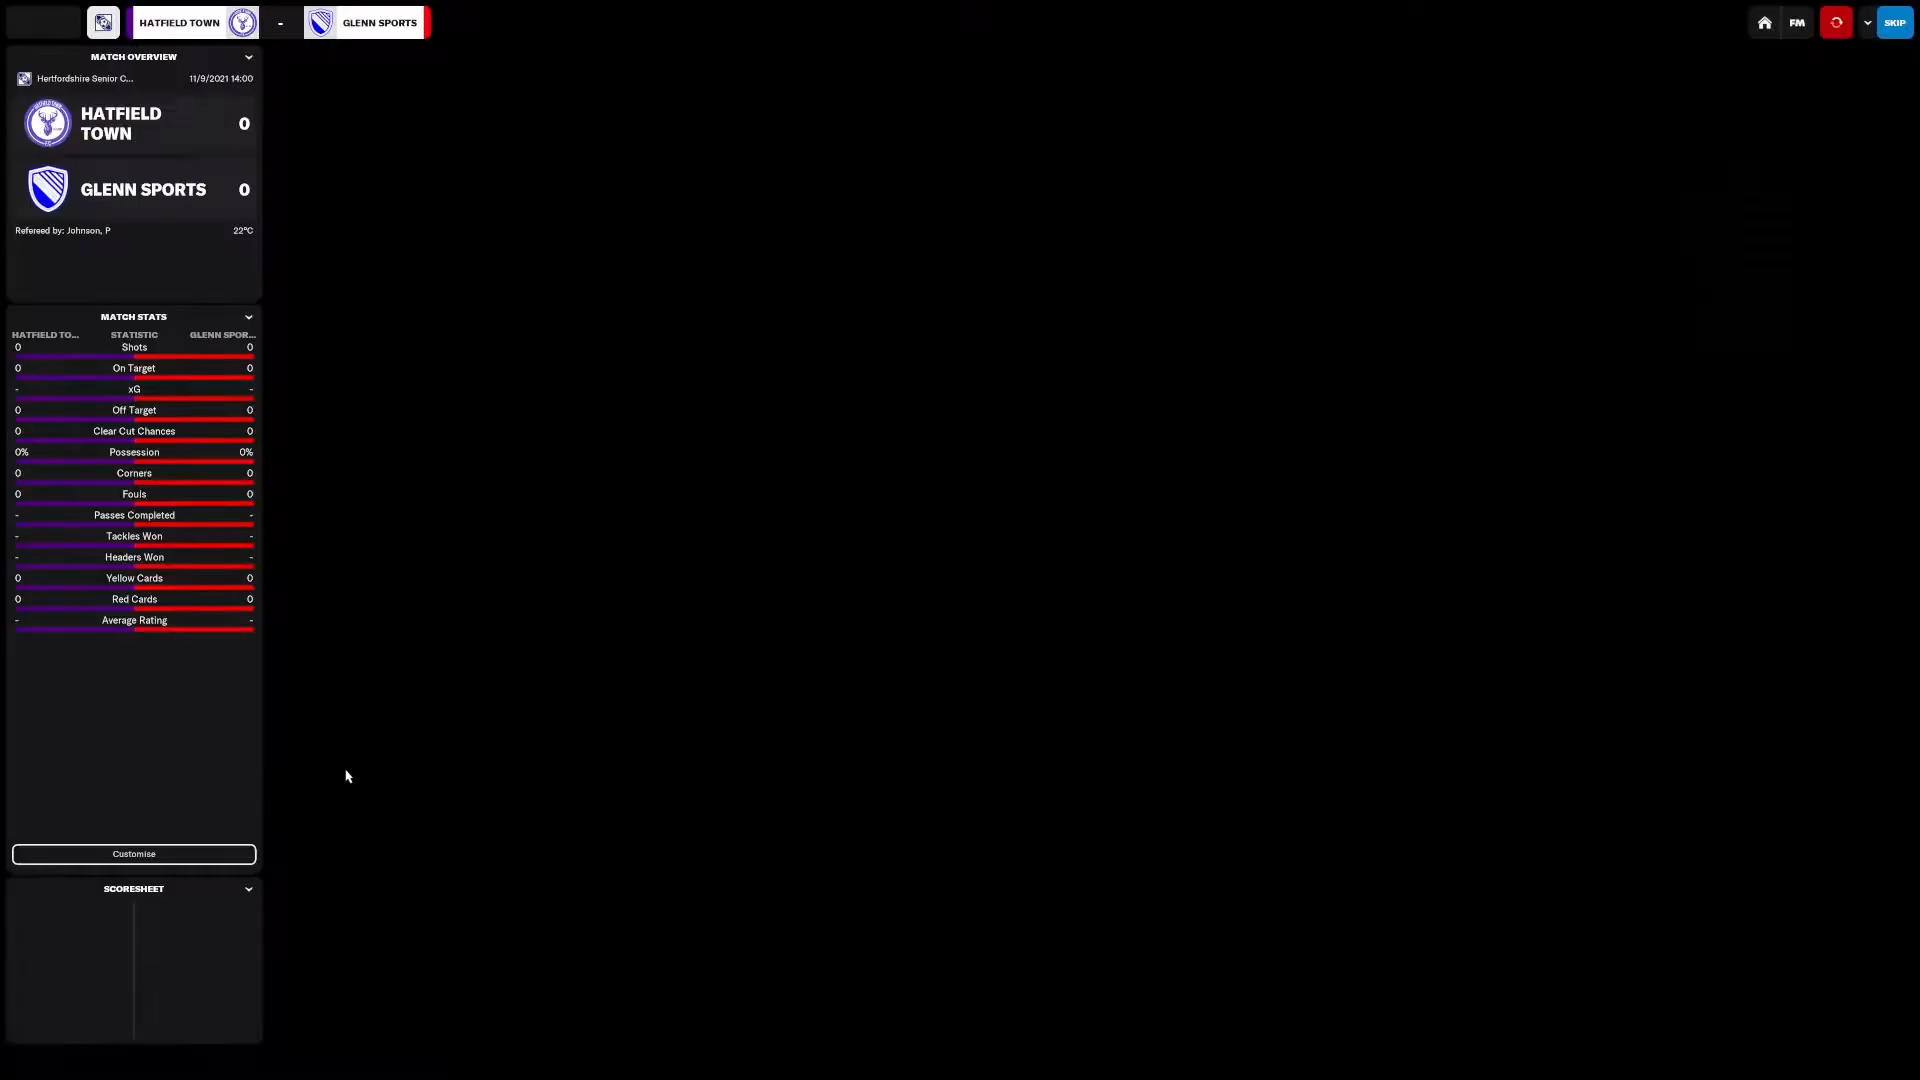 HATFIELD TOWN - GLENN SPORTS
FM
SKIP
MATCH OVERVIEW
Hertfordshire Senior C... 11/9/2021 14:00
HATFIELD
TOWN 0
GLENN SPORTS 0
Refereed by: Johnson, P 22°C
MATCH STATS
HATFIELD TO... STATISTIC GLENN SPOR...
0 Shots 0
0 On Target 0
- xG -
0 Off Target 0
0 Clear Cut Chances 0
0% Possession 0%
0 Corners 0
0 Fouls 0
- Passes Completed -
- Tackles Won -
- Headers Won -
0 Yellow Cards 0
0 Red Cards 0
- Average Rating -
Customise
SCORESHEET